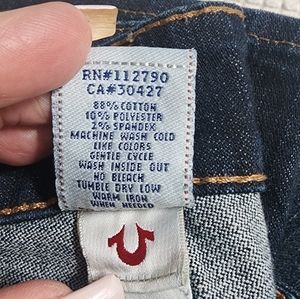 RN#112790
CA#30427
88% COTTON
10% POLYESTER
2% SPANDEX
MACHINE WASH COLD
LIKE COLORS
GENTLE CYCLE
WASH INSIDE OUT
NO BLEACH
TUMBLE DRY LOW
WARM IRON
WHEN NEEDED